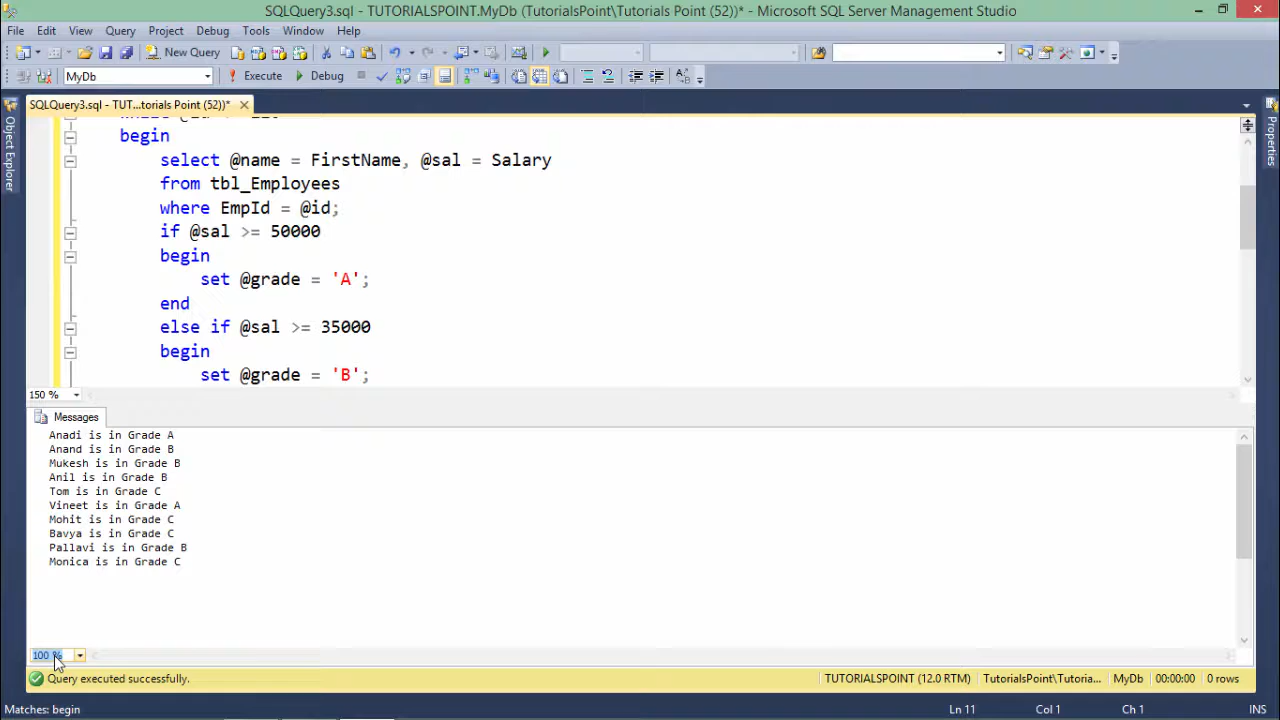 SQLQuery3.sql - TUTORIALSPOINT.MyDb (TutorialsPoint\Tutorials Point (52))* - Microsoft SQL Server Management Studio
File Edit View Query Project Debug Tools Window Help
New Query
MyDb Execute Debug
SQLQuery3.sql - TUT...torials Point (52))*
Object Explorer
Properties
begin
select @name = FirstName, @sal = Salary
from tbl_Employees
where EmpId = @id;
if @sal >= 50000
begin
set @grade = 'A';
end
else if @sal >= 35000
begin
set @grade = 'B';
150 %
Messages
Anadi is in Grade A
Anand is in Grade B
Mukesh is in Grade B
Anil is in Grade B
Tom is in Grade C
Vineet is in Grade A
Mohit is in Grade C
Bavya is in Grade C
Pallavi is in Grade B
Monica is in Grade C
100 %
Query executed successfully. TUTORIALSPOINT (12.0 RTM) TutorialsPoint\Tutoria... MyDb 00:00:00 0 rows
Matches: begin Ln 11 Col 1 Ch 1 INS